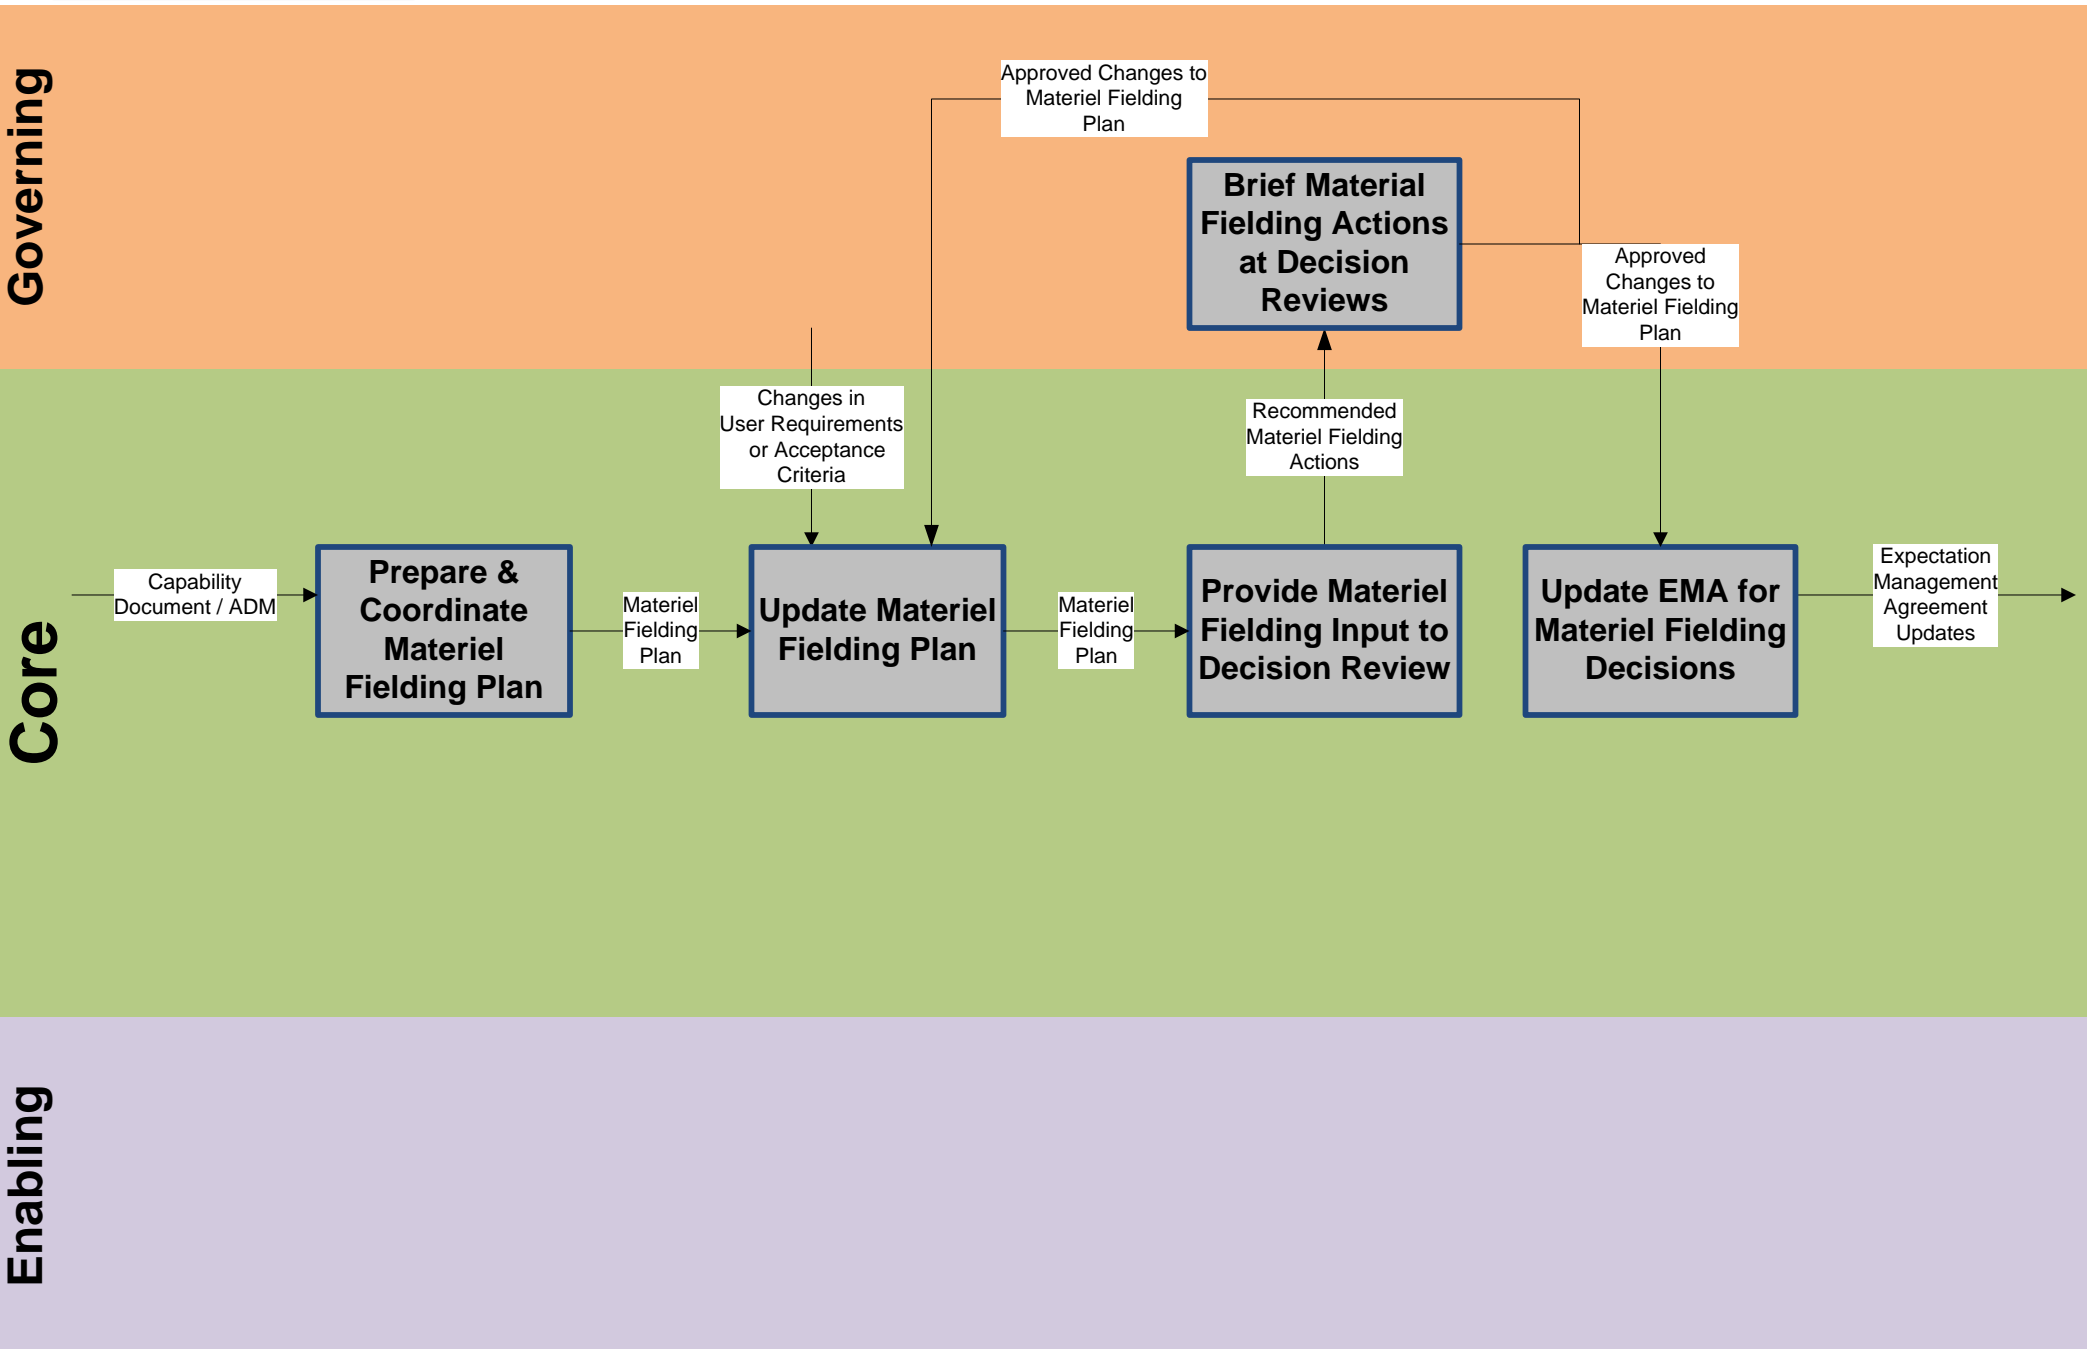 Governing
Approved Changes to
Materiel Fielding
Plan
Brief Material
Fielding Actions
at Decision
Reviews
Approved
Changes to
Materiel Fielding
Plan
Core
Changes in
User Requirements
or Acceptance
Criteria
Recommended
Materiel Fielding
Actions
Capability
Document / ADM
Prepare &
Coordinate
Materiel
Fielding Plan
Materiel
Fielding
Plan
Update Materiel
Fielding Plan
Materiel
Fielding
Plan
Provide Materiel
Fielding Input to
Decision Review
Update EMA for
Materiel Fielding
Decisions
Expectation
Management
Agreement
Updates
Enabling